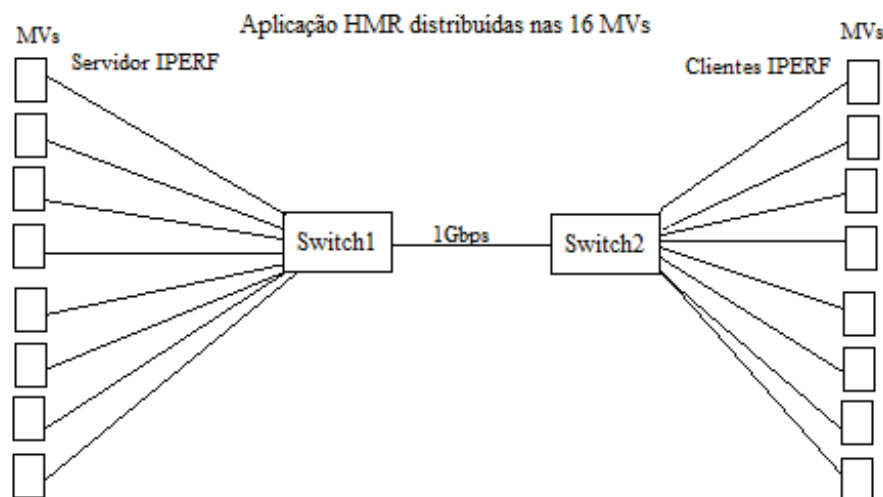 Aplicação HMR distribuidas nas 16 MVs
MVs
MVs
Servidor IPERF
Clientes IPERF
Switch1
1Gbps
Switch2